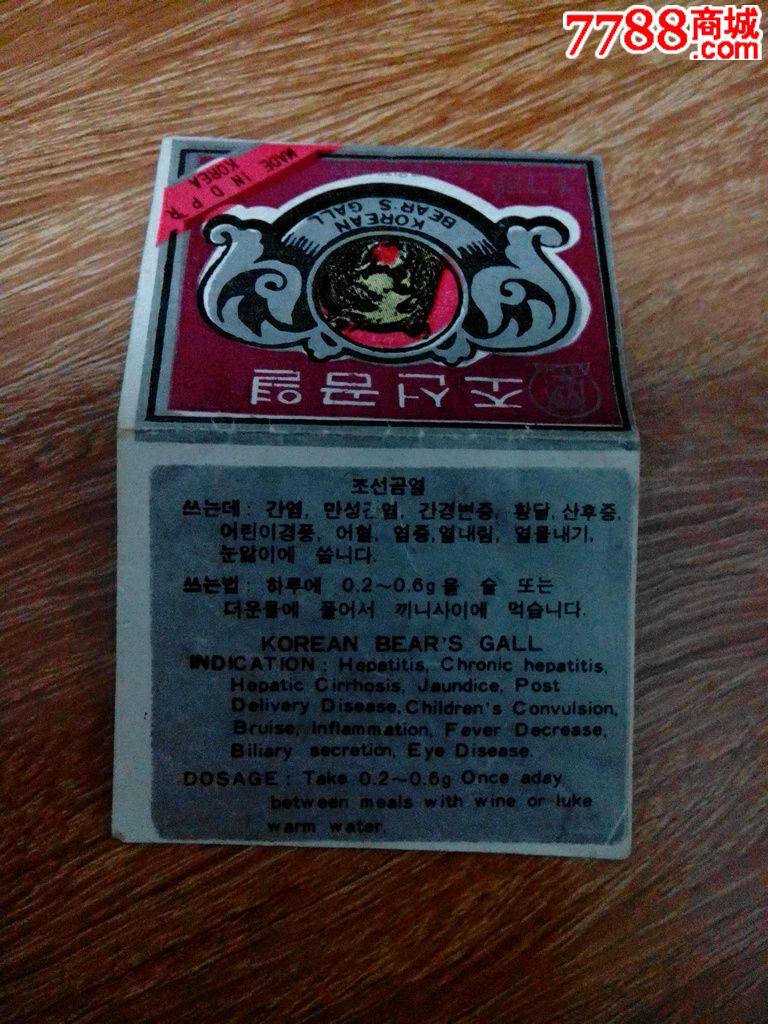 7788商城
.com
MADE IN D P R
KOREA
KOREAN
BEAR'S GALL
조선곰열
조선곰열
쓰는데: 간염, 만성간염, 간경변증, 황달, 산후증,
어린이경풍, 어혈, 염증, 열내림, 열물내기,
눈앓이에 씁니다.
쓰는법: 하루에 0.2~0.6g을 술 또는
더운물에 풀어서 끼니사이에 먹습니다.
KOREAN BEAR'S GALL
INDICATION: Hepatitis, Chronic hepatitis,
Hepatic Cirrhosis, Jaundice, Post
Delivery Disease, Children's Convulsion,
Bruise, Inflammation, Fever Decrease,
Biliary secretion, Eye Disease.
DOSAGE: Take 0.2~0.6g Once aday
between meals with wine or luke
warm water.